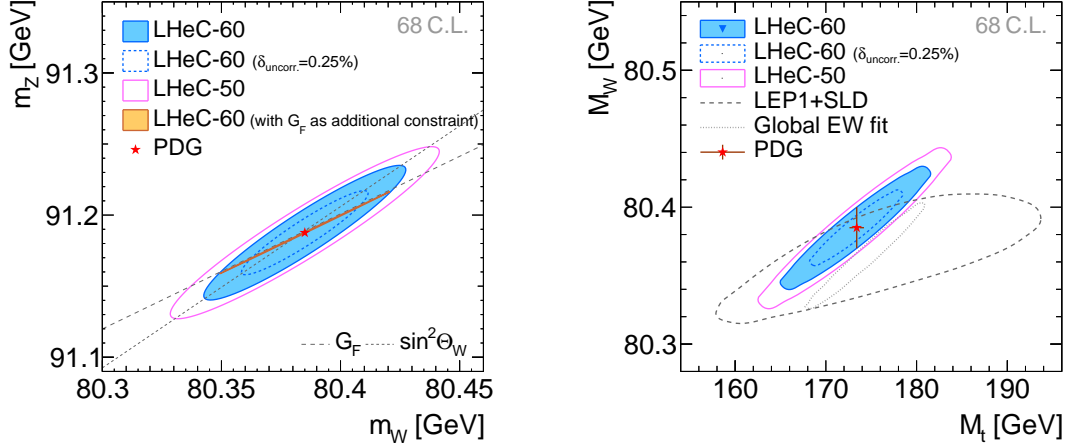 68 C.L.
LHeC-60
LHeC-60 (δuncorr.=0.25%)
LHeC-50
LHeC-60 (with GF as additional constraint)
PDG
GF
sin²ΘW
mZ [GeV]
91.3
91.2
91.1
80.3
80.35
80.4
80.45
mW [GeV]
68 C.L.
LHeC-60
LHeC-60 (δuncorr.=0.25%)
LHeC-50
LEP1+SLD
Global EW fit
PDG
MW [GeV]
80.5
80.4
80.3
160
170
180
190
Mt [GeV]